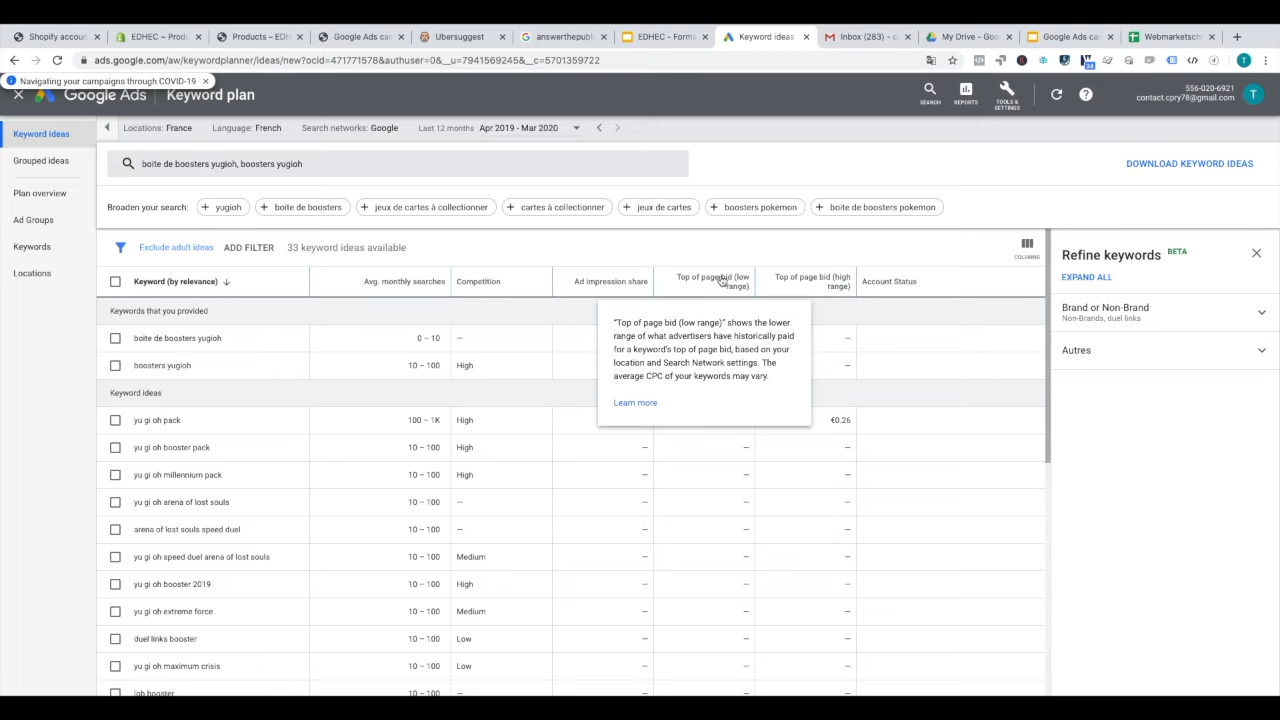 Shopify accoun
EDHEC ~ Produ
Products ~ EDH
Google Ads ca
Ubersuggest
answerthepubli
EDHEC - Forma
Keyword ideas
Inbox (283) - c
My Drive - Goo
Google Ads ca
Webmarketsch
ads.google.com/aw/keywordplanner/ideas/new?ocid=471771578&authuser=0&__u=7941569245&__c=5701359722
24
T
Navigating your campaigns through COVID-19
Google Ads
Keyword plan
SEARCH
REPORTS
TOOLS &
SETTINGS
556-020-6921
contact.cpry78@gmail.com
T
Keyword ideas
Grouped ideas
Plan overview
Ad Groups
Keywords
Locations
Locations: France
Language: French
Search networks: Google
Last 12 months Apr 2019 - Mar 2020
boite de boosters yugioh, boosters yugioh
DOWNLOAD KEYWORD IDEAS
Broaden your search:
+ yugioh
+ boite de boosters
+ jeux de cartes à collectionner
+ cartes à collectionner
+ jeux de cartes
+ boosters pokemon
+ boite de boosters pokemon
Exclude adult ideas
ADD FILTER
33 keyword ideas available
COLUMNS
Keyword (by relevance)
Avg. monthly searches
Competition
Ad impression share
Top of page bid (low
range)
Top of page bid (high
range)
Account Status
Keywords that you provided
boite de boosters yugioh 0 – 10 – –
boosters yugioh 10 – 100 High –
Keyword ideas
yu gi oh pack 100 – 1K High €0.26
yu gi oh booster pack 10 – 100 High – – –
yu gi oh millennium pack 10 – 100 High – – –
yu gi oh arena of lost souls 10 – 100 – – – –
arena of lost souls speed duel 10 – 100 – – – –
yu gi oh speed duel arena of lost souls 10 – 100 Medium – – –
yu gi oh booster 2019 10 – 100 High – – –
yu gi oh extreme force 10 – 100 Medium – – –
duel links booster 10 – 100 Low – – –
yu gi oh maximum crisis 10 – 100 Low – – –
lob booster 10 – 100 – – – –
"Top of page bid (low range)" shows the lower
range of what advertisers have historically paid
for a keyword's top of page bid, based on your
location and Search Network settings. The
average CPC of your keywords may vary.
Learn more
Refine keywords BETA
EXPAND ALL
Brand or Non-Brand
Non-Brands, duel links
Autres